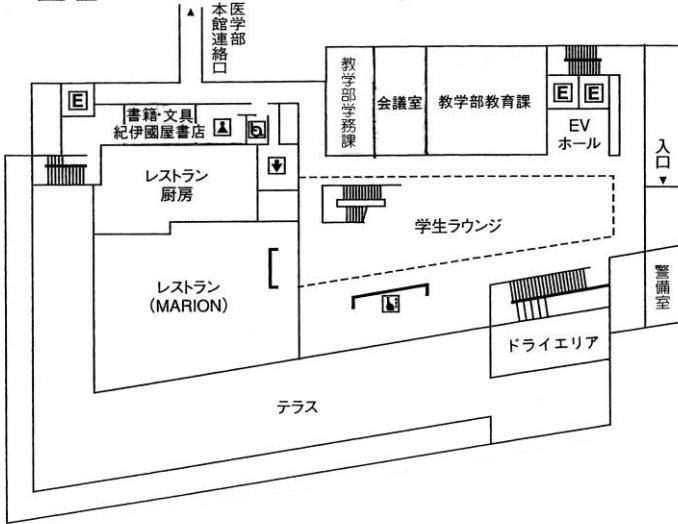 医学部
本館連絡口
教学部学務課
会議室
教学部教育課
E
E
E
EV
ホール
入口
書籍・文具
紀伊國屋書店
レストラン
厨房
学生ラウンジ
レストラン
(MARION)
警備室
ドライエリア
テラス